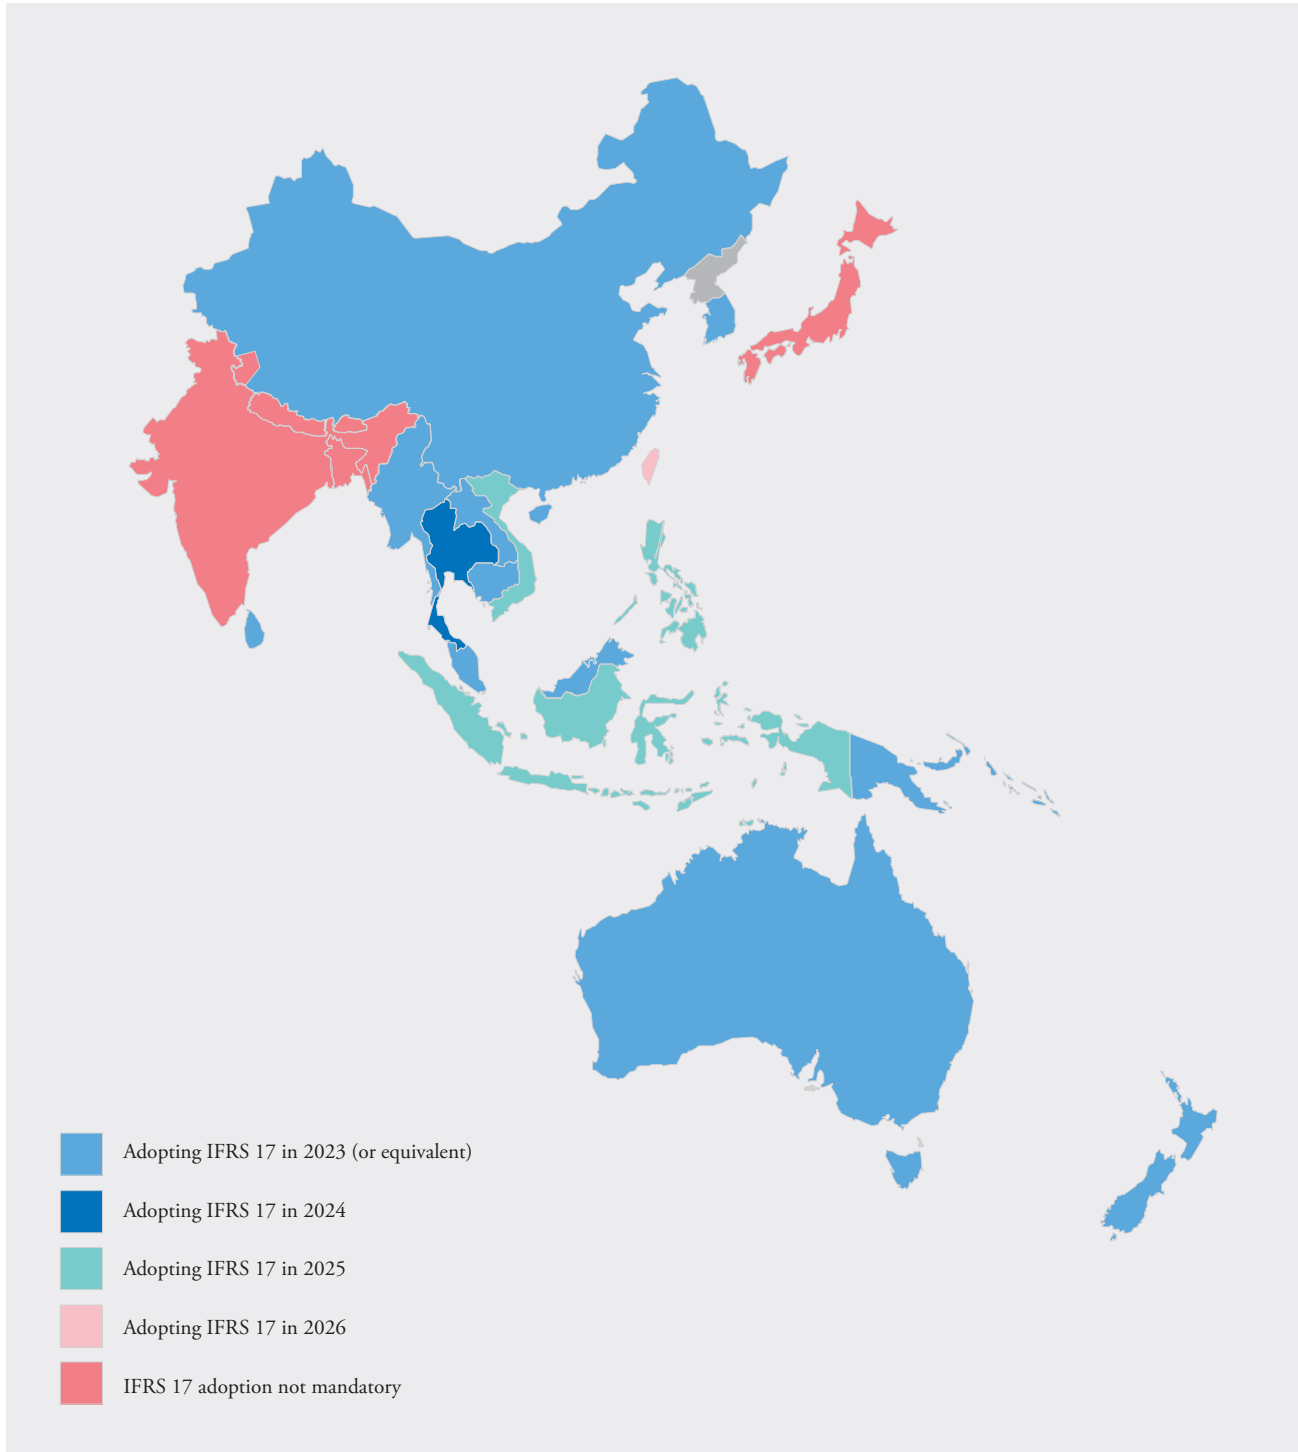 Adopting IFRS 17 in 2023 (or equivalent)
Adopting IFRS 17 in 2024
Adopting IFRS 17 in 2025
Adopting IFRS 17 in 2026
IFRS 17 adoption not mandatory